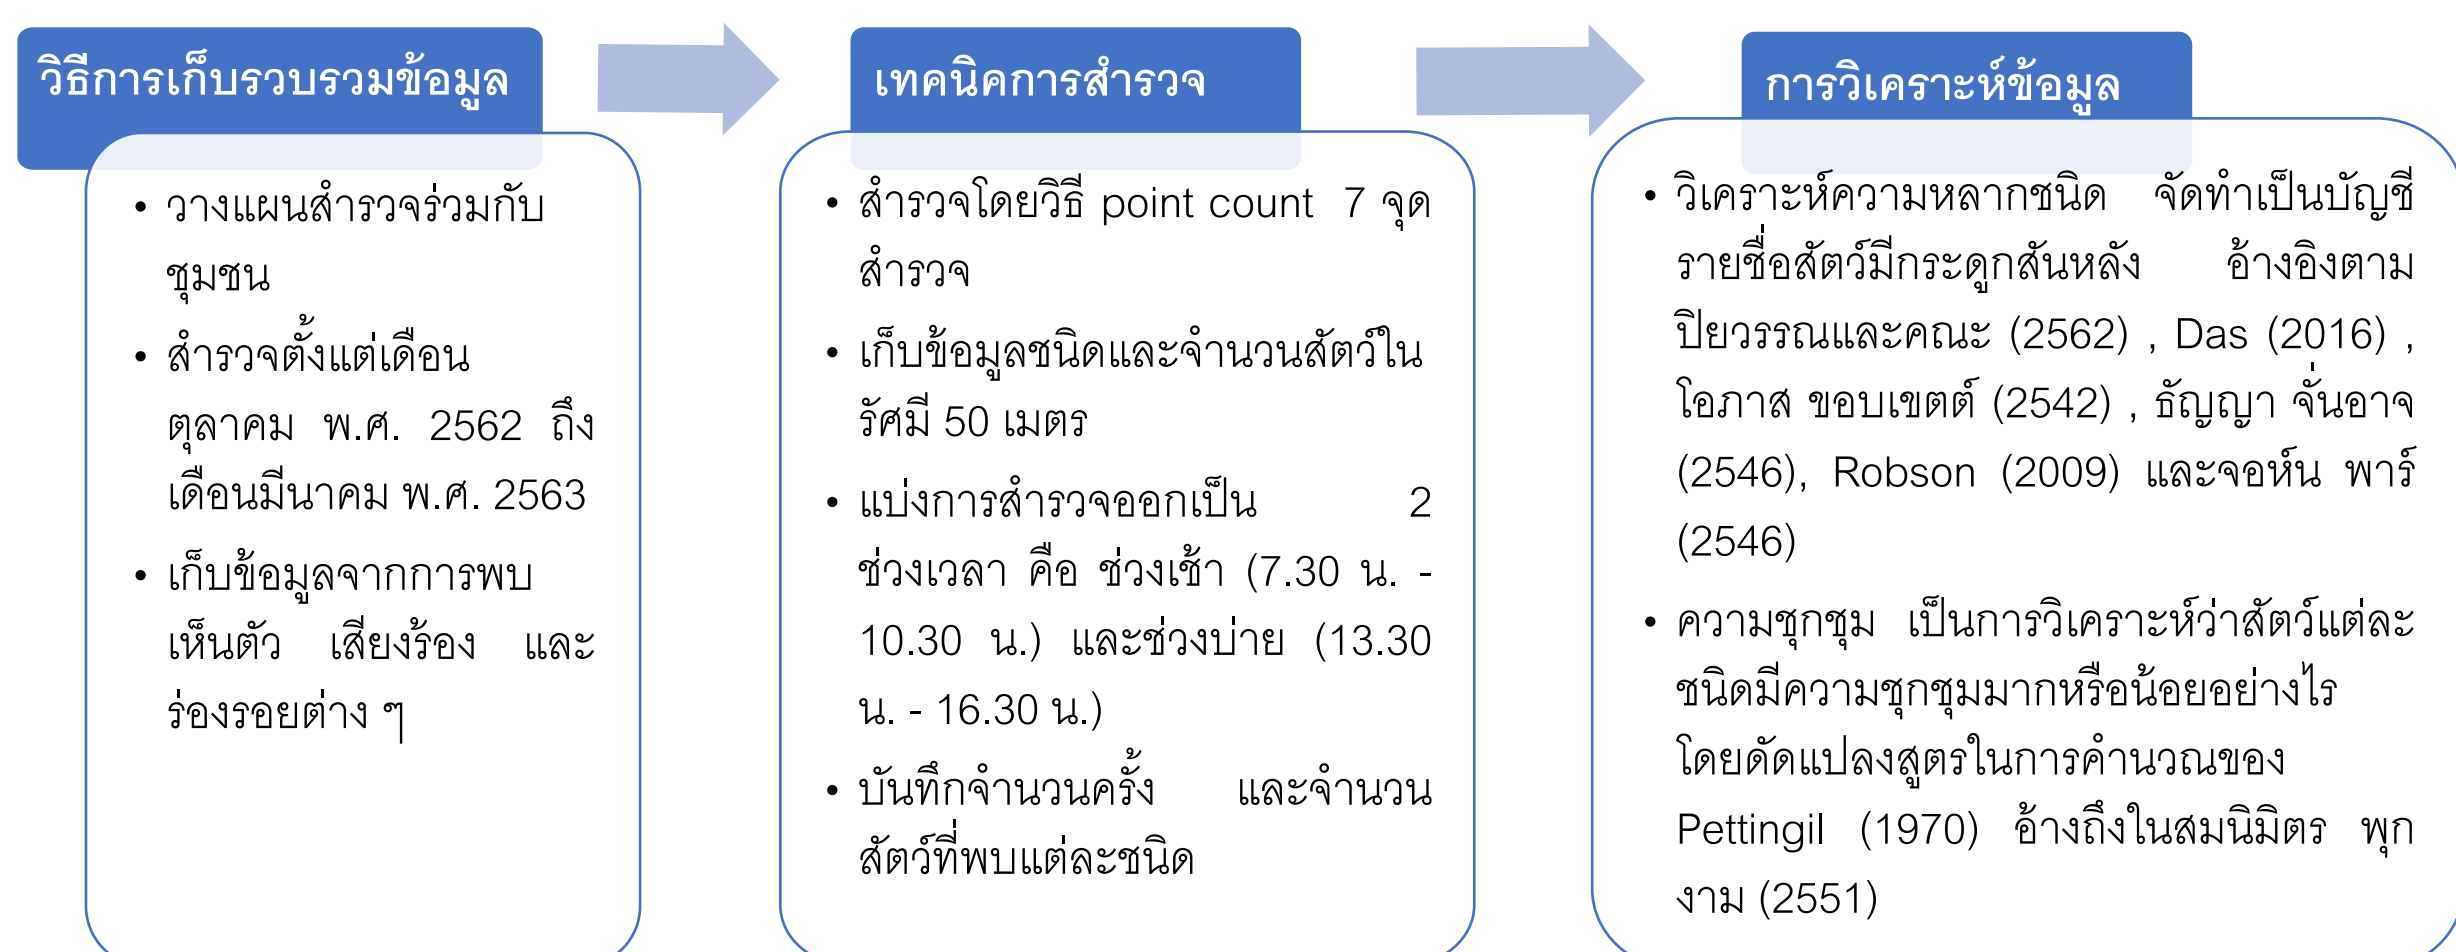 วิธีการเก็บรวบรวมข้อมูล
• วางแผนสำรวจร่วมกับ
ชุมชน
• สำรวจตั้งแต่เดือน
ตุลาคม พ.ศ. 2562 ถึง
เดือนมีนาคม พ.ศ. 2563
• เก็บข้อมูลจากการพบ
เห็นตัว เสียงร้อง และ
ร่องรอยต่าง ๆ
เทคนิคการสำรวจ
• สำรวจโดยวิธี point count 7 จุด
สำรวจ
• เก็บข้อมูลชนิดและจำนวนสัตว์ใน
รัศมี 50 เมตร
• แบ่งการสำรวจออกเป็น 2
ช่วงเวลา คือ ช่วงเช้า (7.30 น. -
10.30 น.) และช่วงบ่าย (13.30
น. - 16.30 น.)
• บันทึกจำนวนครั้ง และจำนวน
สัตว์ที่พบแต่ละชนิด
การวิเคราะห์ข้อมูล
• วิเคราะห์ความหลากชนิด จัดทำเป็นบัญชี
รายชื่อสัตว์มีกระดูกสันหลัง อ้างอิงตาม
ปิยวรรณและคณะ (2562) , Das (2016) ,
โอภาส ขอบเขตต์ (2542) , ธัญญา จั่นอาจ
(2546), Robson (2009) และจอห์น พาร์
(2546)
• ความชุกชุม เป็นการวิเคราะห์ว่าสัตว์แต่ละ
ชนิดมีความชุกชุมมากหรือน้อยอย่างไร
โดยดัดแปลงสูตรในการคำนวณของ
Pettingil (1970) อ้างถึงในสมนิมิตร พุก
งาม (2551)